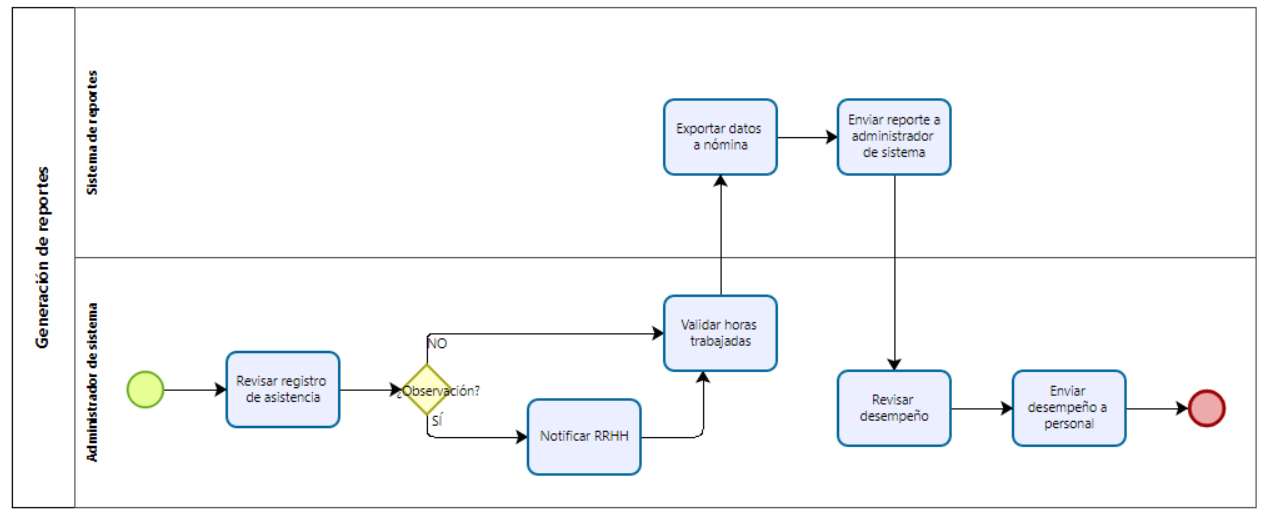 Generación de reportes
Sistema de reportes
Exportar datos
a nómina
Enviar reporte a
administrador
de sistema
Administrador de sistema
Revisar registro
de asistencia
¿Observación?
NO
SÍ
Notificar RRHH
Validar horas
trabajadas
Revisar
desempeño
Enviar
desempeño a
personal